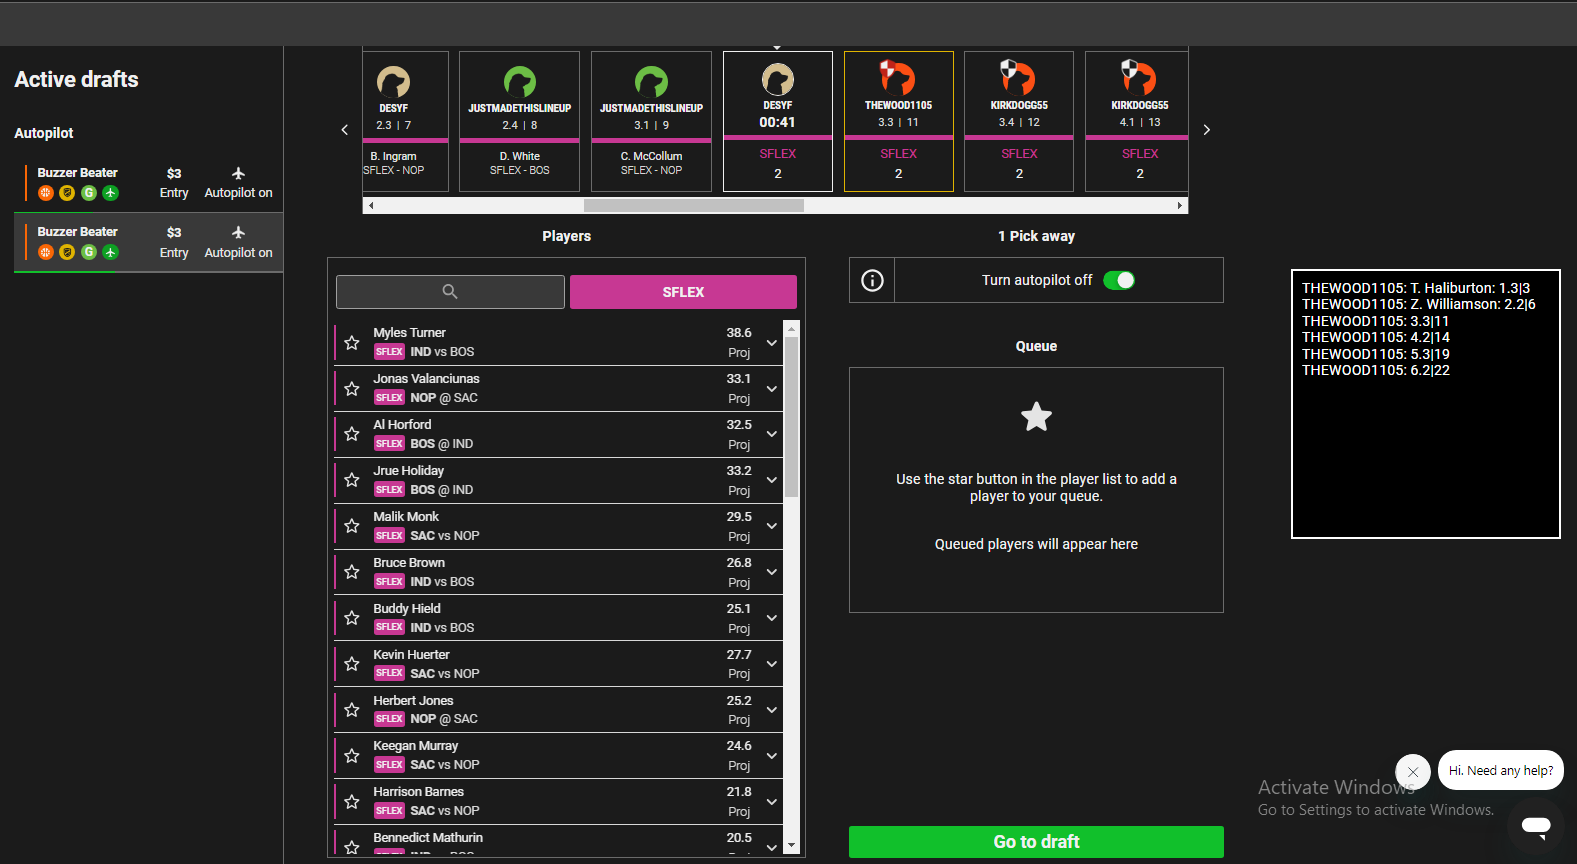 Active drafts
Autopilot
Buzzer Beater
$3
Autopilot on
Entry
G
Buzzer Beater
$3
Autopilot on
Entry
G
DESYF
2.3 | 7
B. Ingram
SFLEX - NOP
JUSTMADETHISLINEUP
2.4 | 8
D. White
SFLEX - BOS
JUSTMADETHISLINEUP
3.1 | 9
C. McCollum
SFLEX - NOP
DESYF
00:41
SFLEX
2
THEWOOD1105
3.3 | 11
SFLEX
2
KIRKDOGG55
3.4 | 12
SFLEX
2
KIRKDOGG55
4.1 | 13
SFLEX
2
Players
SFLEX
Myles Turner 38.6
SFLEX IND vs BOS Proj
Jonas Valanciunas 33.1
SFLEX NOP @ SAC Proj
Al Horford 32.5
SFLEX BOS @ IND Proj
Jrue Holiday 33.2
SFLEX BOS @ IND Proj
Malik Monk 29.5
SFLEX SAC vs NOP Proj
Bruce Brown 26.8
SFLEX IND vs BOS Proj
Buddy Hield 25.1
SFLEX IND vs BOS Proj
Kevin Huerter 27.7
SFLEX SAC vs NOP Proj
Herbert Jones 25.2
SFLEX NOP @ SAC Proj
Keegan Murray 24.6
SFLEX SAC vs NOP Proj
Harrison Barnes 21.8
SFLEX SAC vs NOP Proj
Bennedict Mathurin 20.5
1 Pick away
Turn autopilot off
Queue
Use the star button in the player list to add a
player to your queue.
Queued players will appear here
Go to draft
THEWOOD1105: T. Haliburton: 1.3|3
THEWOOD1105: Z. Williamson: 2.2|6
THEWOOD1105: 3.3|11
THEWOOD1105: 4.2|14
THEWOOD1105: 5.3|19
THEWOOD1105: 6.2|22
Hi. Need any help?
Activate Windows
Go to Settings to activate Windows.